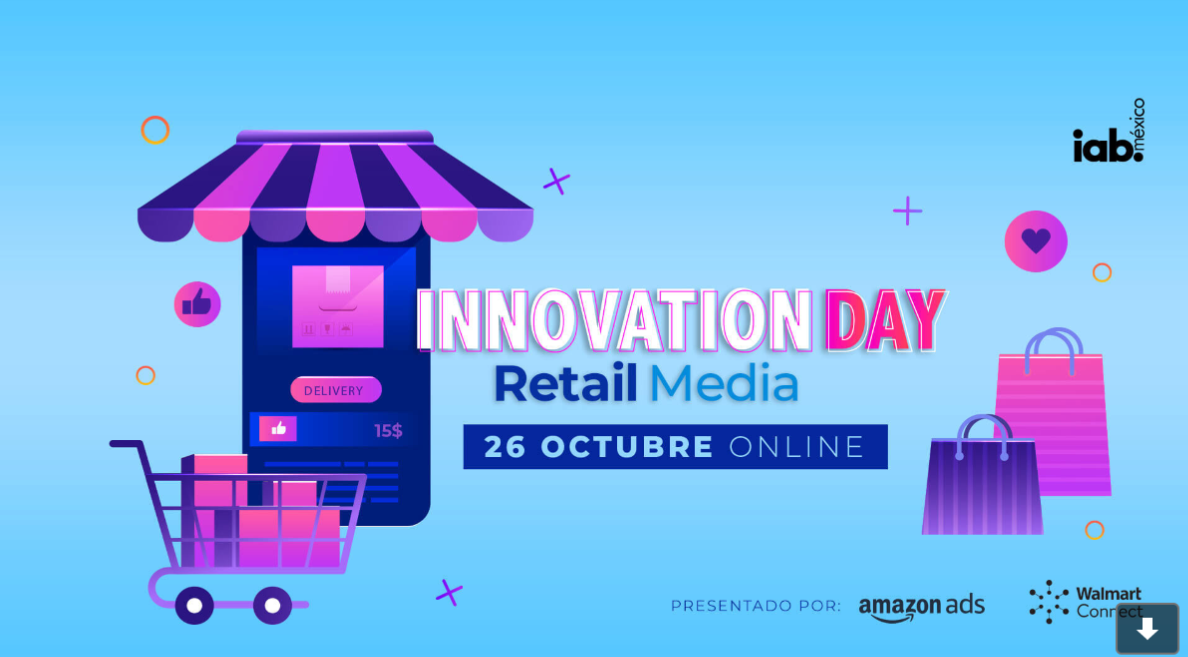 iab.
méxico
INNOVATION DAY
Retail Media
DELIVERY
15$
26 OCTUBRE ONLINE
PRESENTADO POR: amazon ads
Walmart
Connect